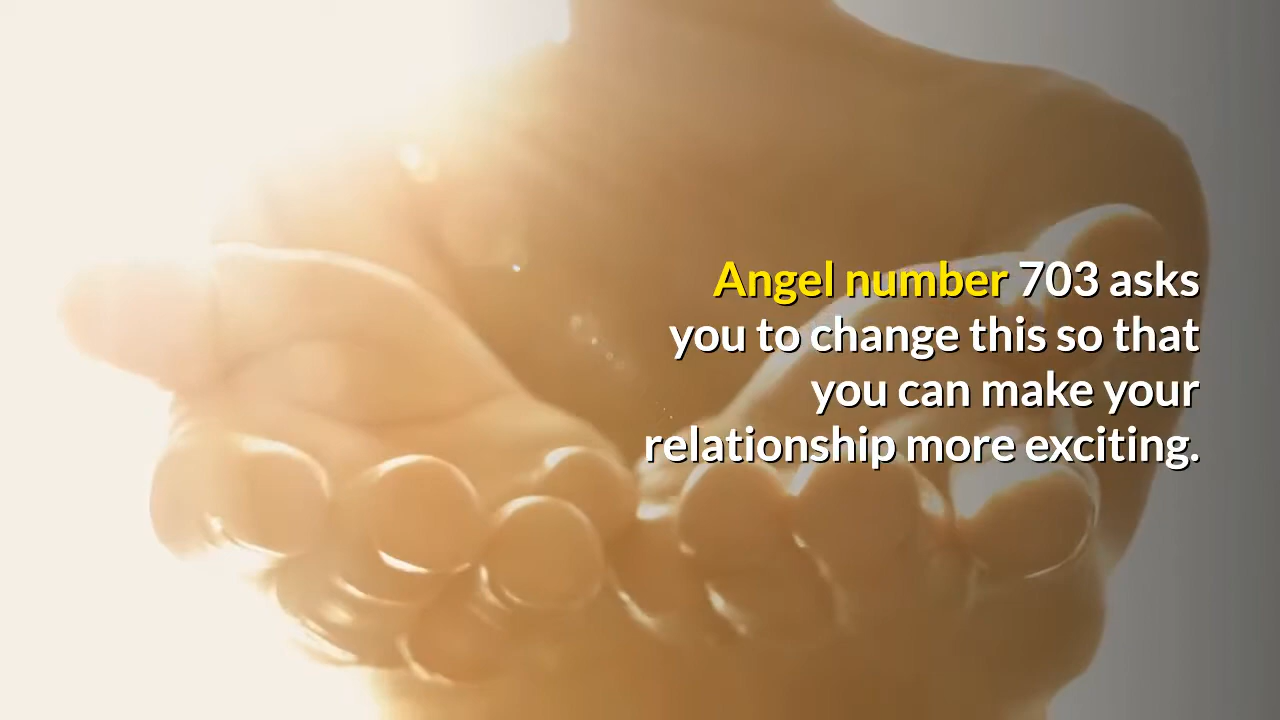 Angel number 703 asks
you to change this so that
you can make your
relationship more exciting.